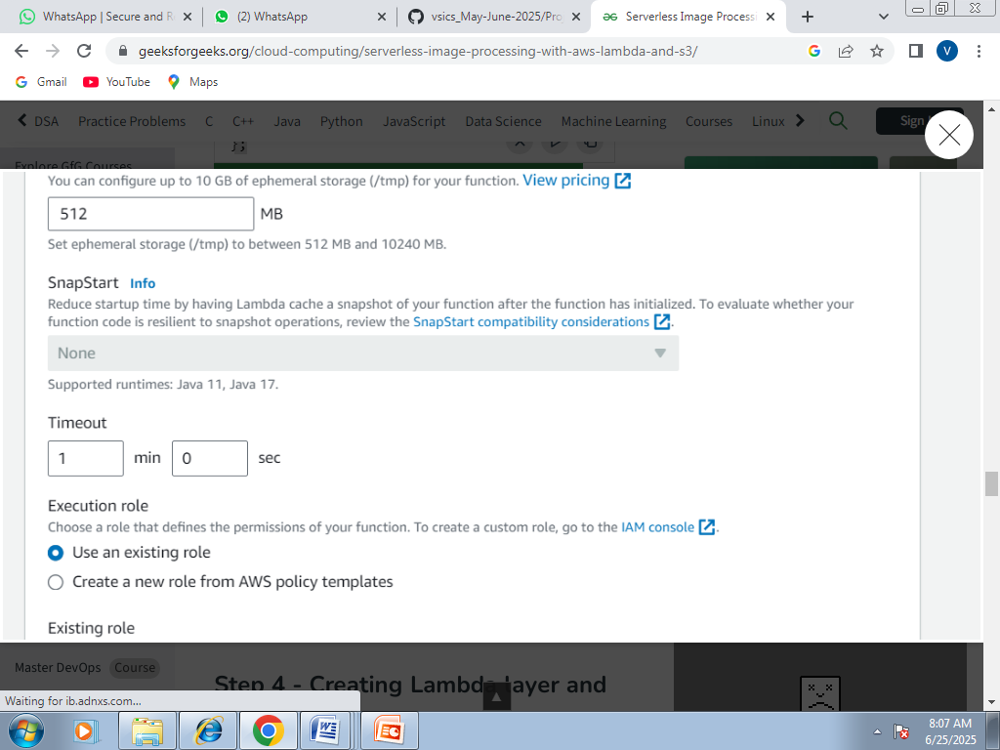 WhatsApp | Secure and R
(2) WhatsApp
vsics_May-June-2025/Pro
Serverless Image Process
geeksforgeeks.org/cloud-computing/serverless-image-processing-with-aws-lambda-and-s3/
V
Gmail
YouTube
Maps
DSA
Practice Problems
C
C++
Java
Python
JavaScript
Data Science
Machine Learning
Courses
Linux
Sign
}};
Explore GfG Courses
You can configure up to 10 GB of ephemeral storage (/tmp) for your function. View pricing
512 MB
Set ephemeral storage (/tmp) to between 512 MB and 10240 MB.
SnapStart Info
Reduce startup time by having Lambda cache a snapshot of your function after the function has initialized. To evaluate whether your
function code is resilient to snapshot operations, review the SnapStart compatibility considerations.
None
Supported runtimes: Java 11, Java 17.
Timeout
1 min 0 sec
Execution role
Choose a role that defines the permissions of your function. To create a custom role, go to the IAM console.
Use an existing role
Create a new role from AWS policy templates
Existing role
Master DevOps Course
Step 4 - Creating Lambda layer and
Waiting for ib.adnxs.com...
8:07 AM
6/25/2025